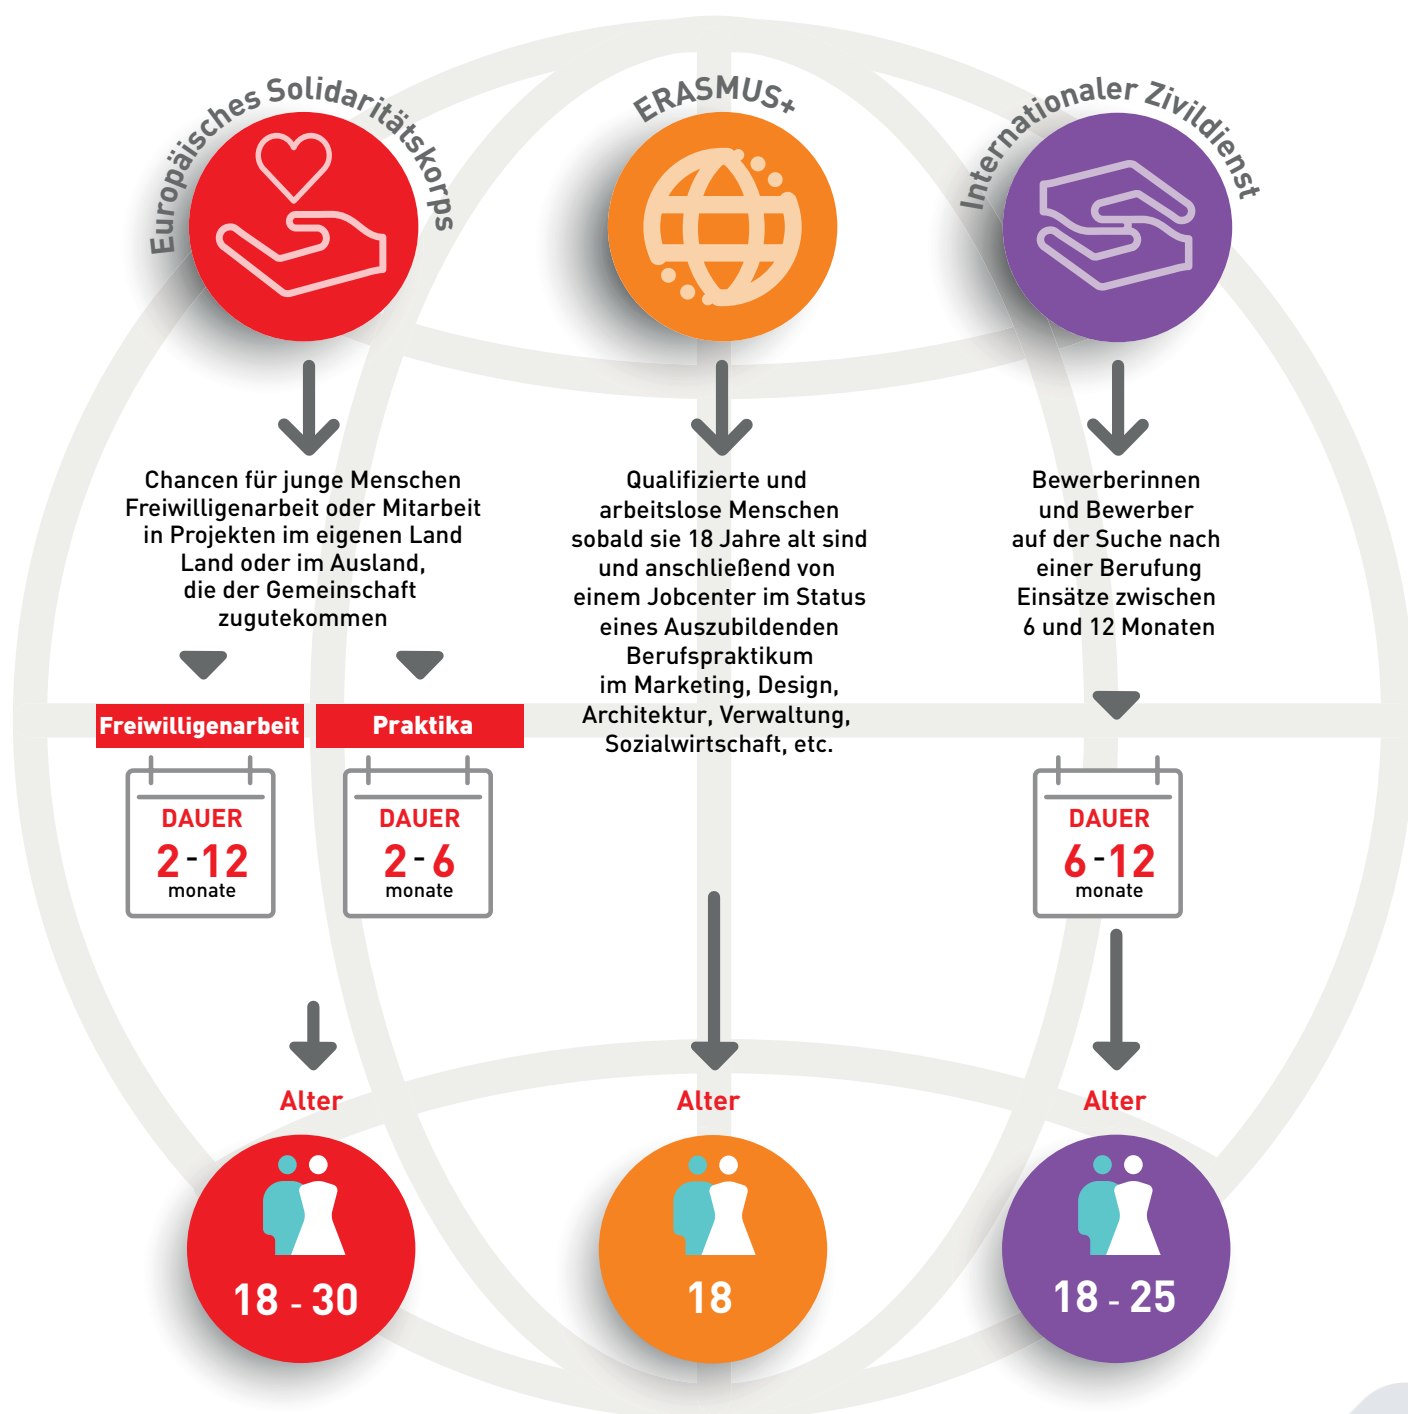 Europäisches Solidaritätskorps
Chancen für junge Menschen
Freiwilligenarbeit oder Mitarbeit
in Projekten im eigenen Land
Land oder im Ausland,
die der Gemeinschaft
zugutekommen
Freiwilligenarbeit
DAUER
2-12
monate
Praktika
DAUER
2-6
monate
Alter
18 - 30
ERASMUS+
Qualifizierte und
arbeitslose Menschen
sobald sie 18 Jahre alt sind
und anschließend von
einem Jobcenter im Status
eines Auszubildenden
Berufspraktikum
im Marketing, Design,
Architektur, Verwaltung,
Sozialwirtschaft, etc.
Alter
18
Internationaler Zivildienst
Bewerberinnen
und Bewerber
auf der Suche nach
einer Berufung
Einsätze zwischen
6 und 12 Monaten
DAUER
6-12
monate
Alter
18 - 25